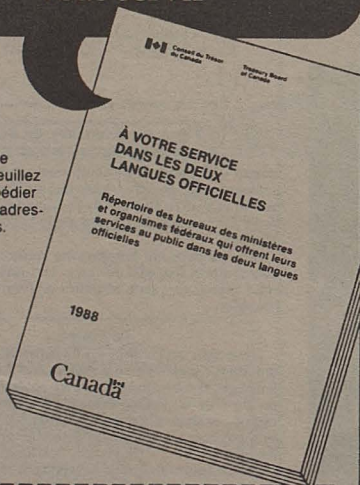 Conseil du Trésor
du Canada
Treasury Board
of Canada
e
euillez
édier
adres-
s.
À VOTRE SERVICE
DANS LES DEUX
LANGUES OFFICIELLES
Répertoire des bureaux des ministères
et organismes fédéraux qui offrent leurs
services au public dans les deux langues
officielles
1988
Canada